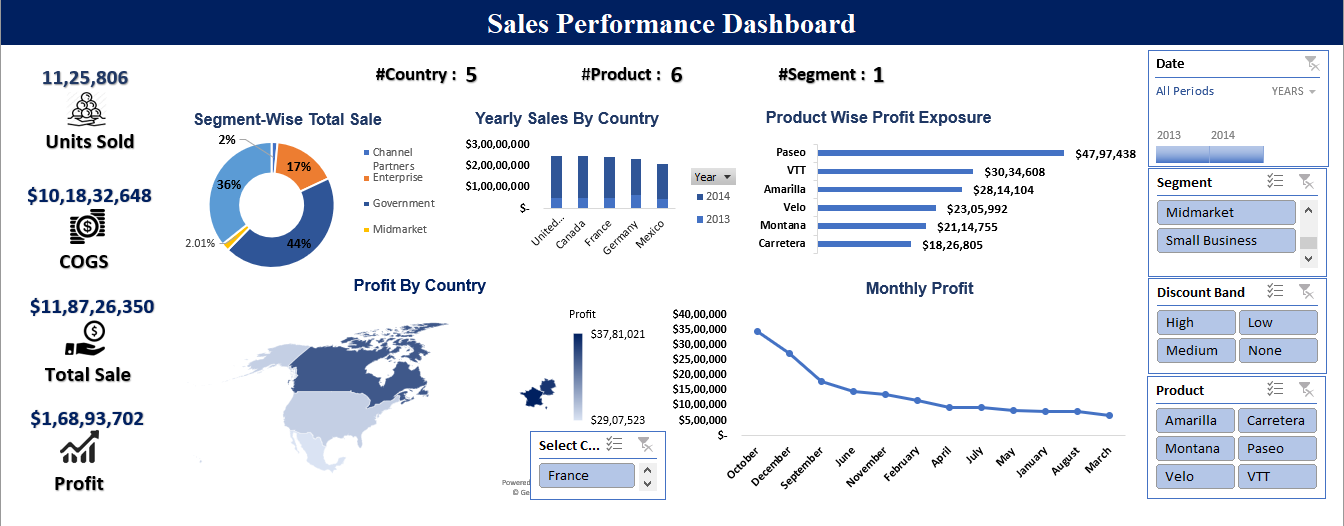 Sales Performance Dashboard
11,25,806
Units Sold
$10,18,32,648
COGS
$11,87,26,350
Total Sale
$1,68,93,702
Profit
#Country : 5
#Product : 6
#Segment : 1
Segment-Wise Total Sale
2%
17%
36%
44%
2.01%
Channel
Partners
Enterprise
Government
Midmarket
Yearly Sales By Country
$3,00,00,000
$2,00,00,000
$1,00,00,000
$-
United...
Canada
France
Germany
Mexico
Year
2014
2013
Product Wise Profit Exposure
Paseo $47,97,438
VTT $30,34,608
Amarilla $28,14,104
Velo $23,05,992
Montana $21,14,755
Carretera $18,26,805
Profit By Country
Profit
$37,81,021
$29,07,523
Powered
© Ge
Select C...
France
Monthly Profit
$40,00,000
$35,00,000
$30,00,000
$25,00,000
$20,00,000
$15,00,000
$10,00,000
$5,00,000
$-
October
December
September
June
November
February
April
July
May
January
August
March
Date
All Periods YEARS
2013 2014
Segment
Midmarket
Small Business
Discount Band
High Low
Medium None
Product
Amarilla Carretera
Montana Paseo
Velo VTT